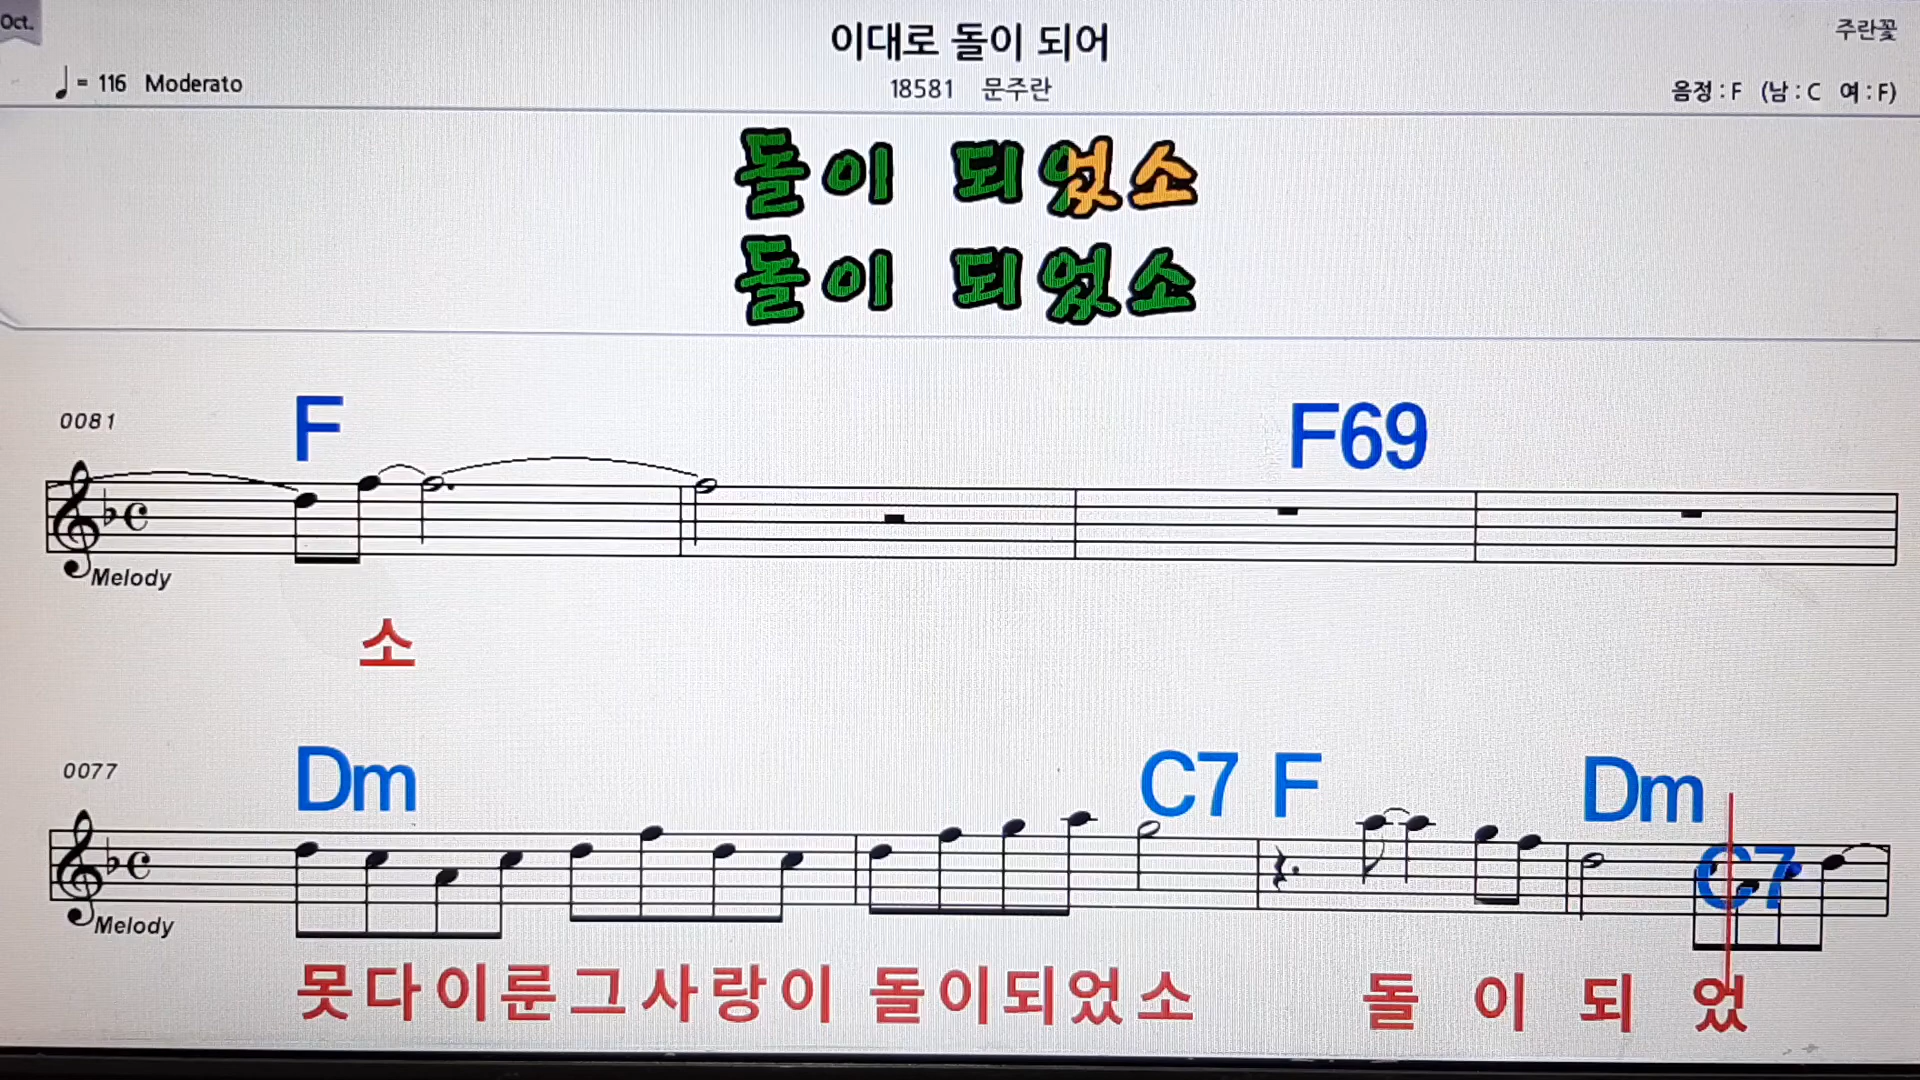 Oct.
이대로 돌이 되어
주란꽃
♩= 116 Moderato
18581 문주란
음정 : F (남 : C 여 : F)
돌이 되었소
돌이 되었소
0081
F F69
Melody
소
0077
Dm C7 F Dm C7
Melody
못다이룬그사랑이 돌이되었소 돌 이 되 었